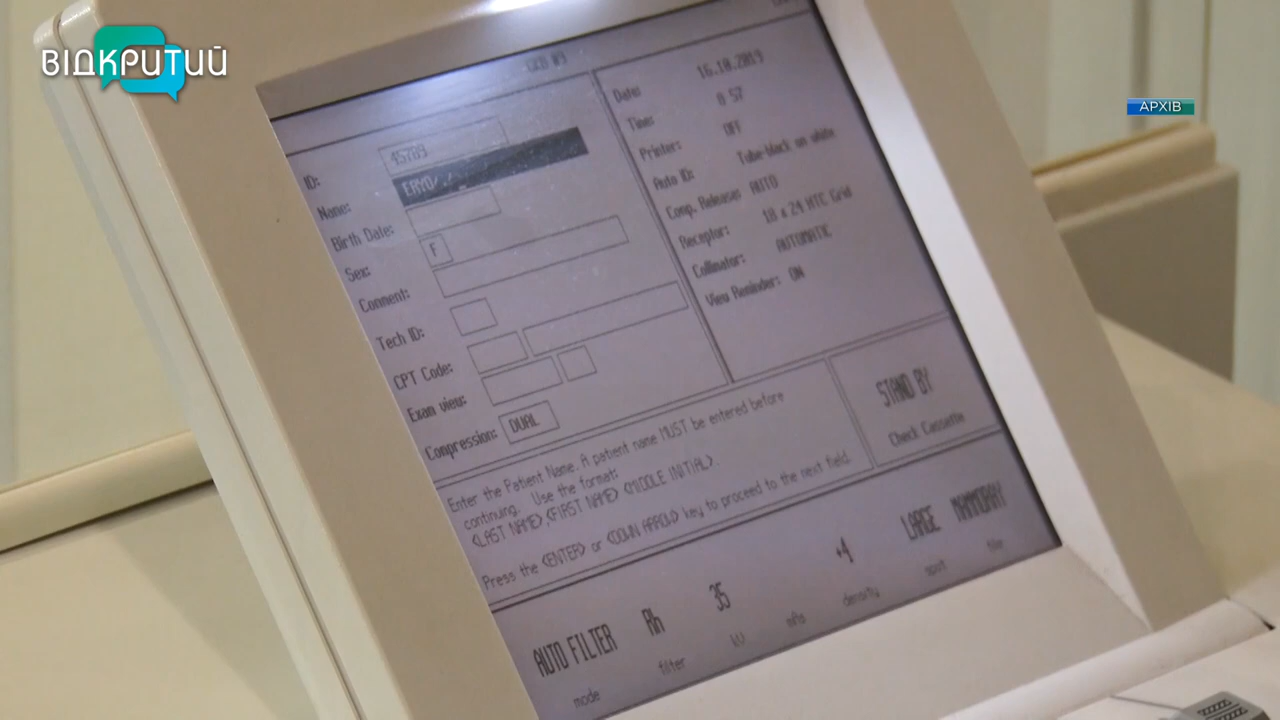 ВІДКРИТИЙ
АРХІВ
ID: 45789
Name: ERYO/
Birth Date:
Sex: F
Comment:
Tech ID:
CPT Code:
Exam view:
Compression: DUAL
Date: 16.10.2019
Time: 8 57
Printer: OFF
Auto ID: Tube-black on white
Comp. Release: AUTO
Receptor: 18 x 24 HTC Grid
Collimator: AUTOMATIC
View Reminder: ON
Enter the Patient Name. A patient name MUST be entered before
continuing. Use the format:
<LAST NAME>,<FIRST NAME> <MIDDLE INITIAL>.
Press the <ENTER> or <DOWN ARROW> key to proceed to the next field.
STAND BY
Check Cassette
AUTO FILTER Rh 35 +4 LARGE
mode filter kV mAs density spot